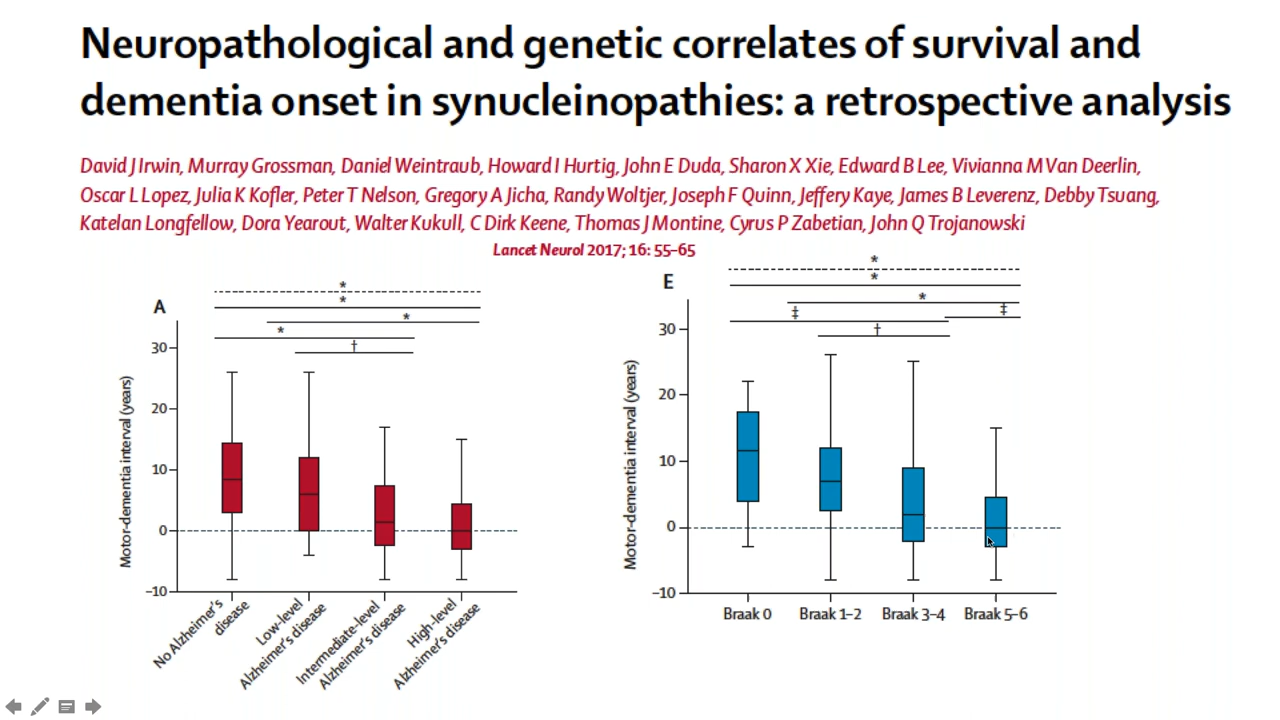 Neuropathological and genetic correlates of survival and
dementia onset in synucleinopathies: a retrospective analysis
David J Irwin, Murray Grossman, Daniel Weintraub, Howard I Hurtig, John E Duda, Sharon X Xie, Edward B Lee, Vivianna M Van Deerlin,
Oscar L Lopez, Julia K Kofler, Peter T Nelson, Gregory A Jicha, Randy Woltjer, Joseph F Quinn, Jeffery Kaye, James B Leverenz, Debby Tsuang,
Katelan Longfellow, Dora Yearout, Walter Kukull, C Dirk Keene, Thomas J Montine, Cyrus P Zabetian, John Q Trojanowski
Lancet Neurol 2017; 16: 55–65
A
*
*
*
*
†
Motor-dementia interval (years)
30
20
10
0
–10
No Alzheimer's
disease
Low-level
Alzheimer's disease
Intermediate-level
Alzheimer's disease
High-level
Alzheimer's disease
E
*
*
*
‡
‡
†
Motor-dementia interval (years)
30
20
10
0
–10
Braak 0
Braak 1–2
Braak 3–4
Braak 5–6